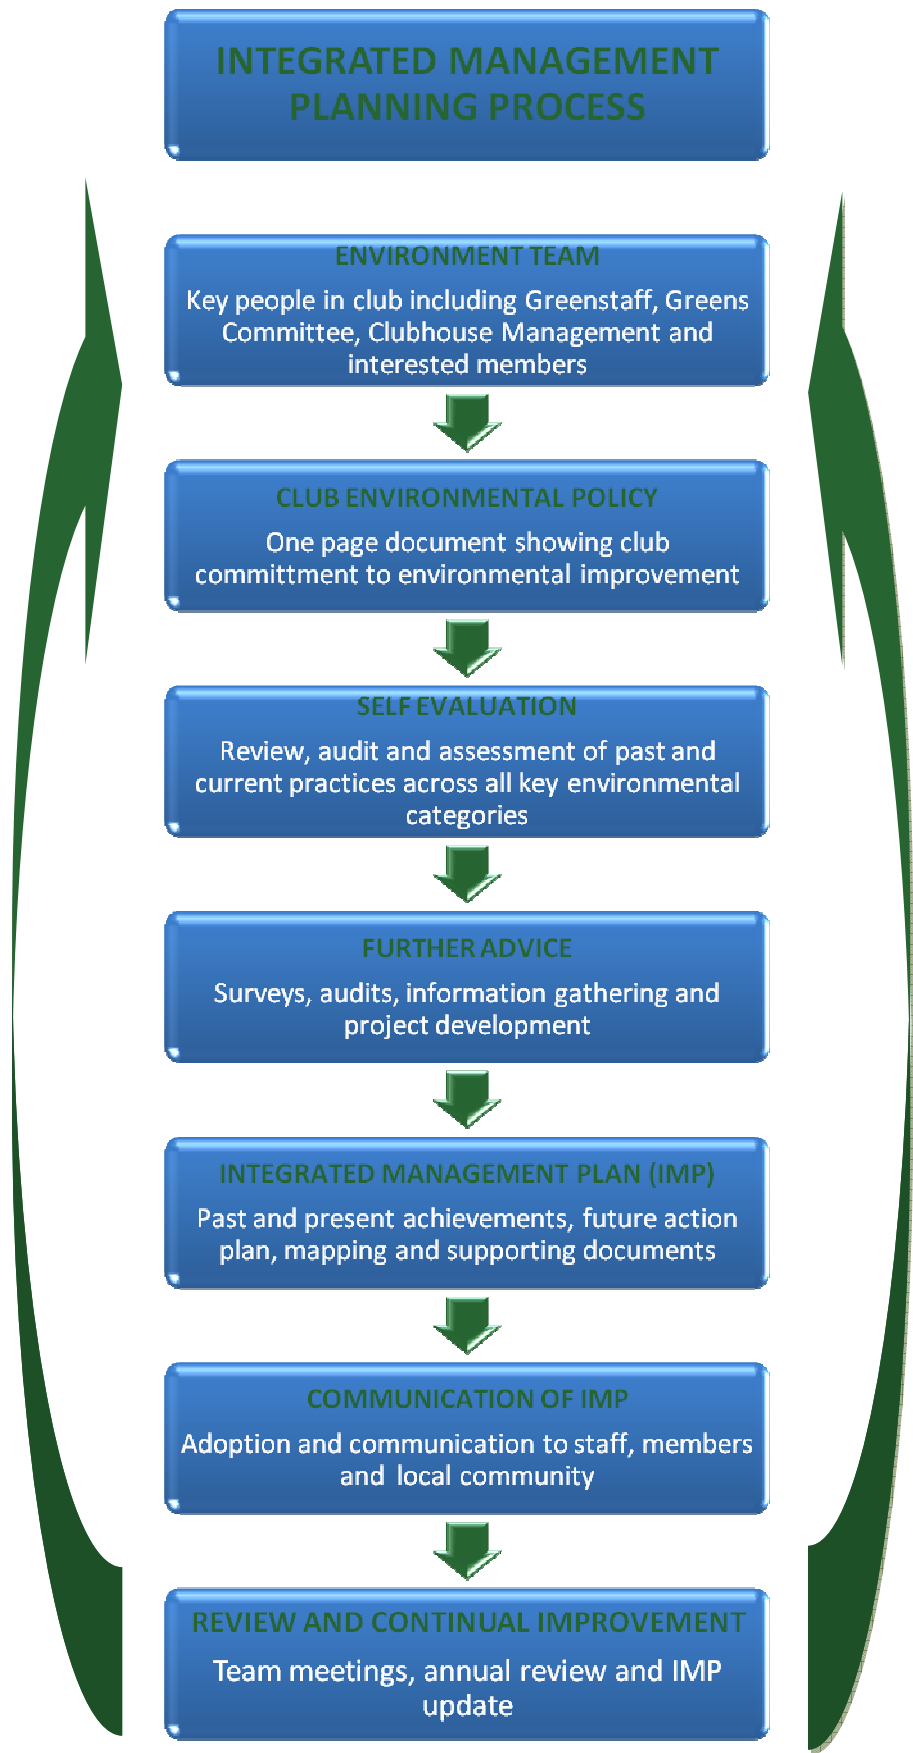 INTEGRATED MANAGEMENT
PLANNING PROCESS
ENVIRONMENT TEAM
Key people in club including Greenstaff, Greens
Committee, Clubhouse Management and
interested members
CLUB ENVIRONMENTAL POLICY
One page document showing club
committment to environmental improvement
SELF EVALUATION
Review, audit and assessment of past and
current practices across all key environmental
categories
FURTHER ADVICE
Surveys, audits, information gathering and
project development
INTEGRATED MANAGEMENT PLAN (IMP)
Past and present achievements, future action
plan, mapping and supporting documents
COMMUNICATION OF IMP
Adoption and communication to staff, members
and local community
REVIEW AND CONTINUAL IMPROVEMENT
Team meetings, annual review and IMP
update